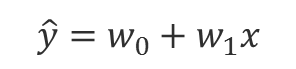 ŷ = w₀ + w₁x